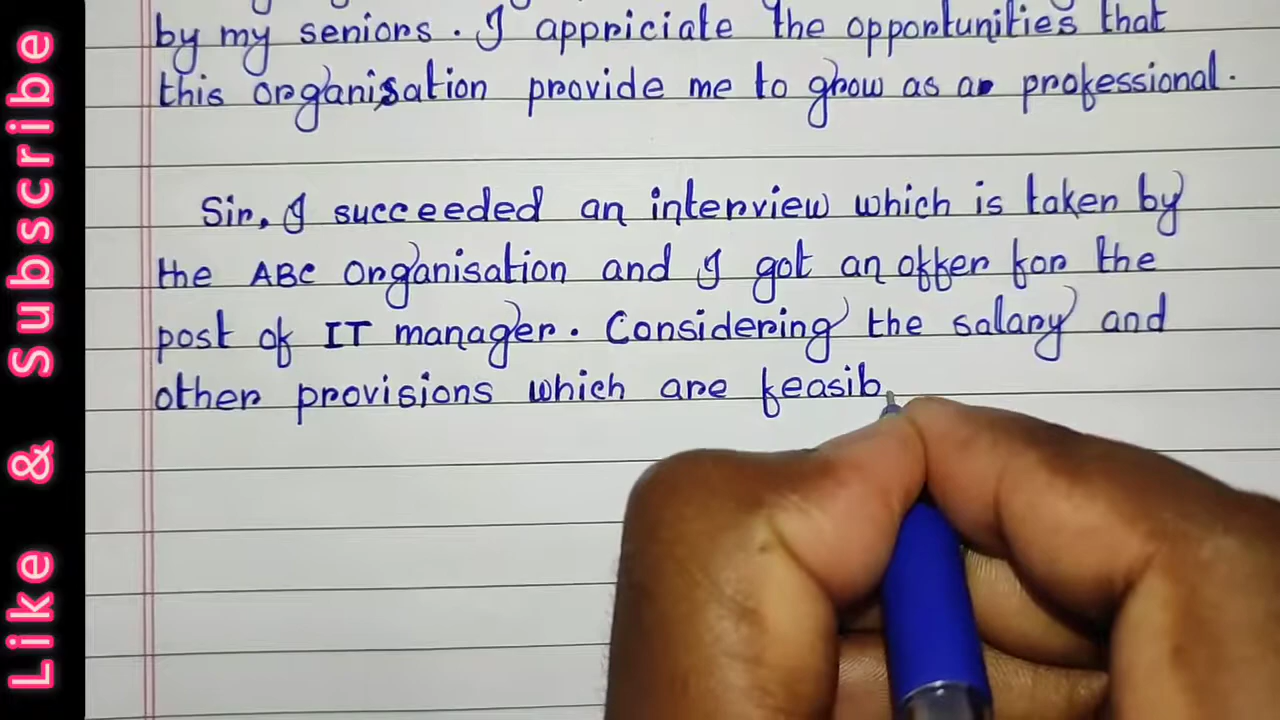 Like & Subscribe
by my seniors. I appriciate the opportunities that
this organisation provide me to grow as a professional.
Sir, I succeeded an interview which is taken by
the ABC organisation and I got an offer for the
post of IT manager. Considering the salary and
other provisions which are feasib